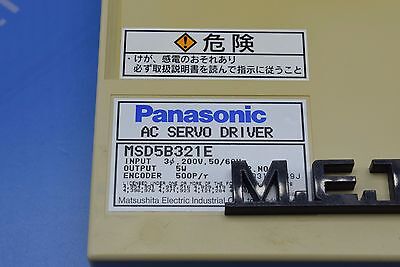 危険
・けが、感電のおそれあり
必ず取扱説明書を読んで指示に従うこと
Panasonic
AC SERVO DRIVER
MSD5B321E
INPUT 3φ,200V,50/60
OUTPUT 5W
ENCODER 500P/r
Matsushita Electric Industrial
M.E.T